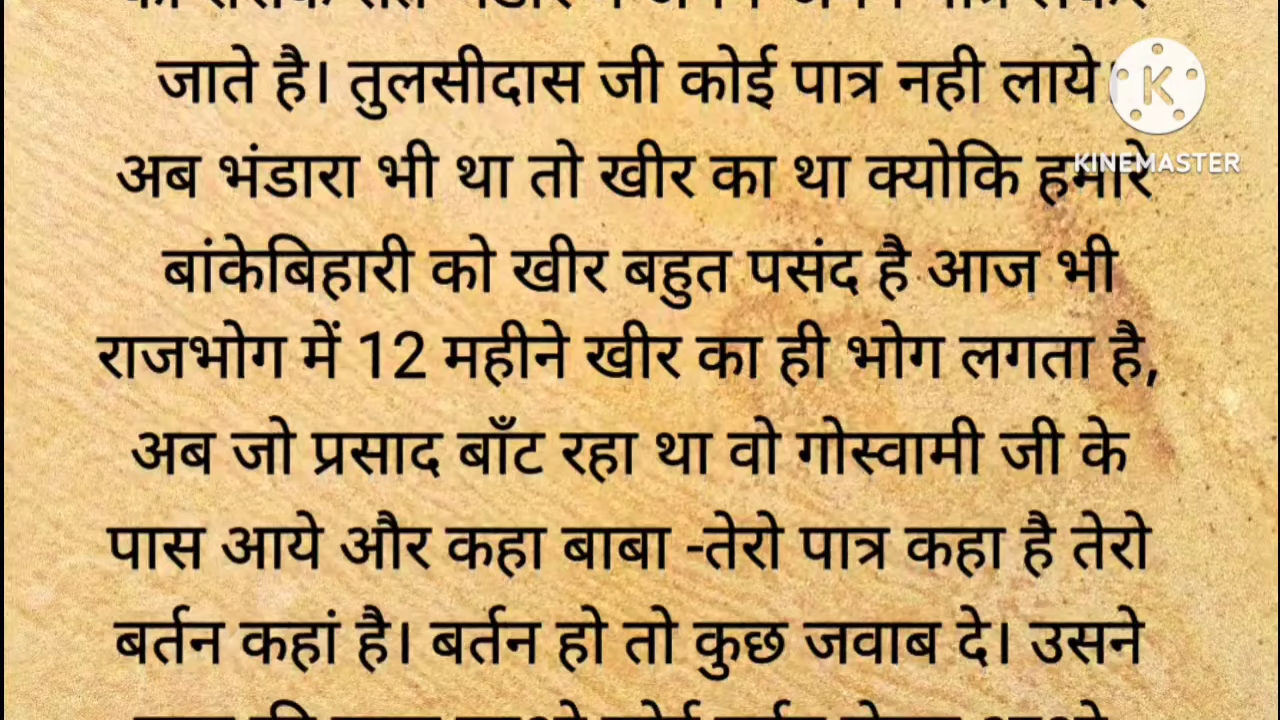 जाते है। तुलसीदास जी कोई पात्र नही लाये।
अब भंडारा भी था तो खीर का था क्योकि हमारे
बांकेबिहारी को खीर बहुत पसंद है आज भी
राजभोग में 12 महीने खीर का ही भोग लगता है,
अब जो प्रसाद बाँट रहा था वो गोस्वामी जी के
पास आये और कहा बाबा -तेरो पात्र कहा है तेरो
बर्तन कहां है। बर्तन हो तो कुछ जवाब दे। उसने
K
KINEMASTER